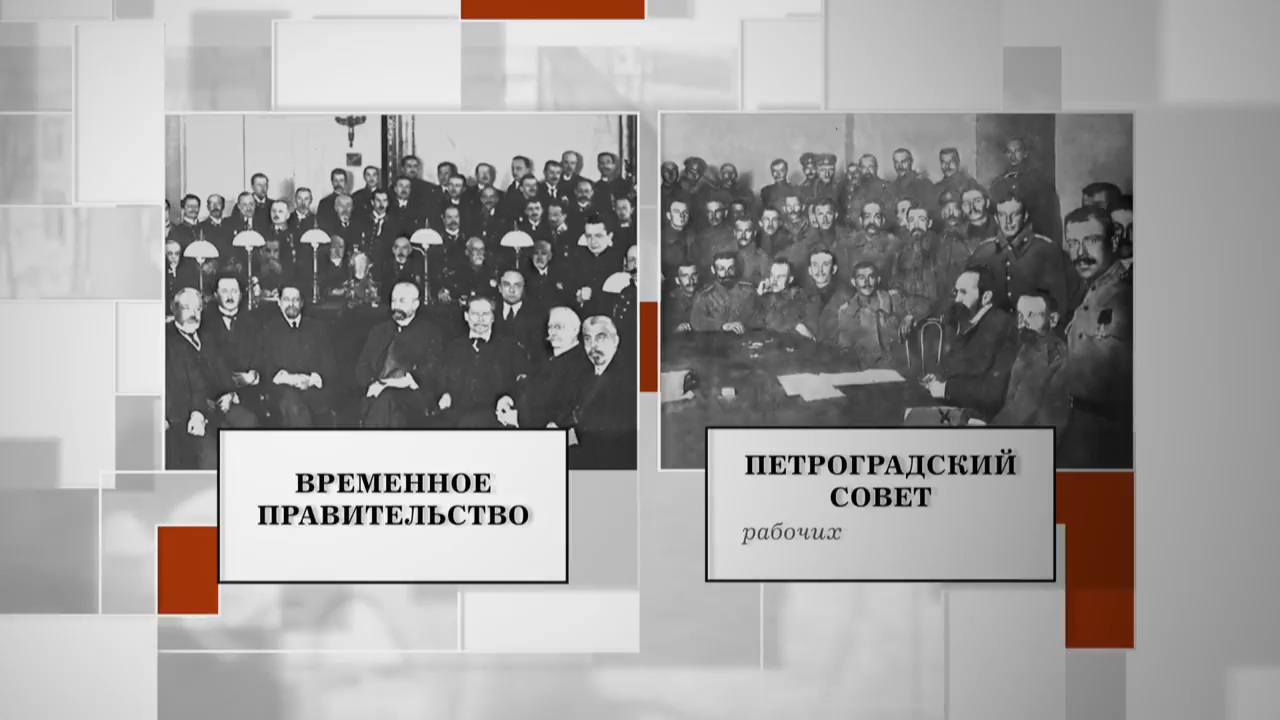 ВРЕМЕННОЕ
ПРАВИТЕЛЬСТВО
ПЕТРОГРАДСКИЙ
СОВЕТ
рабочих